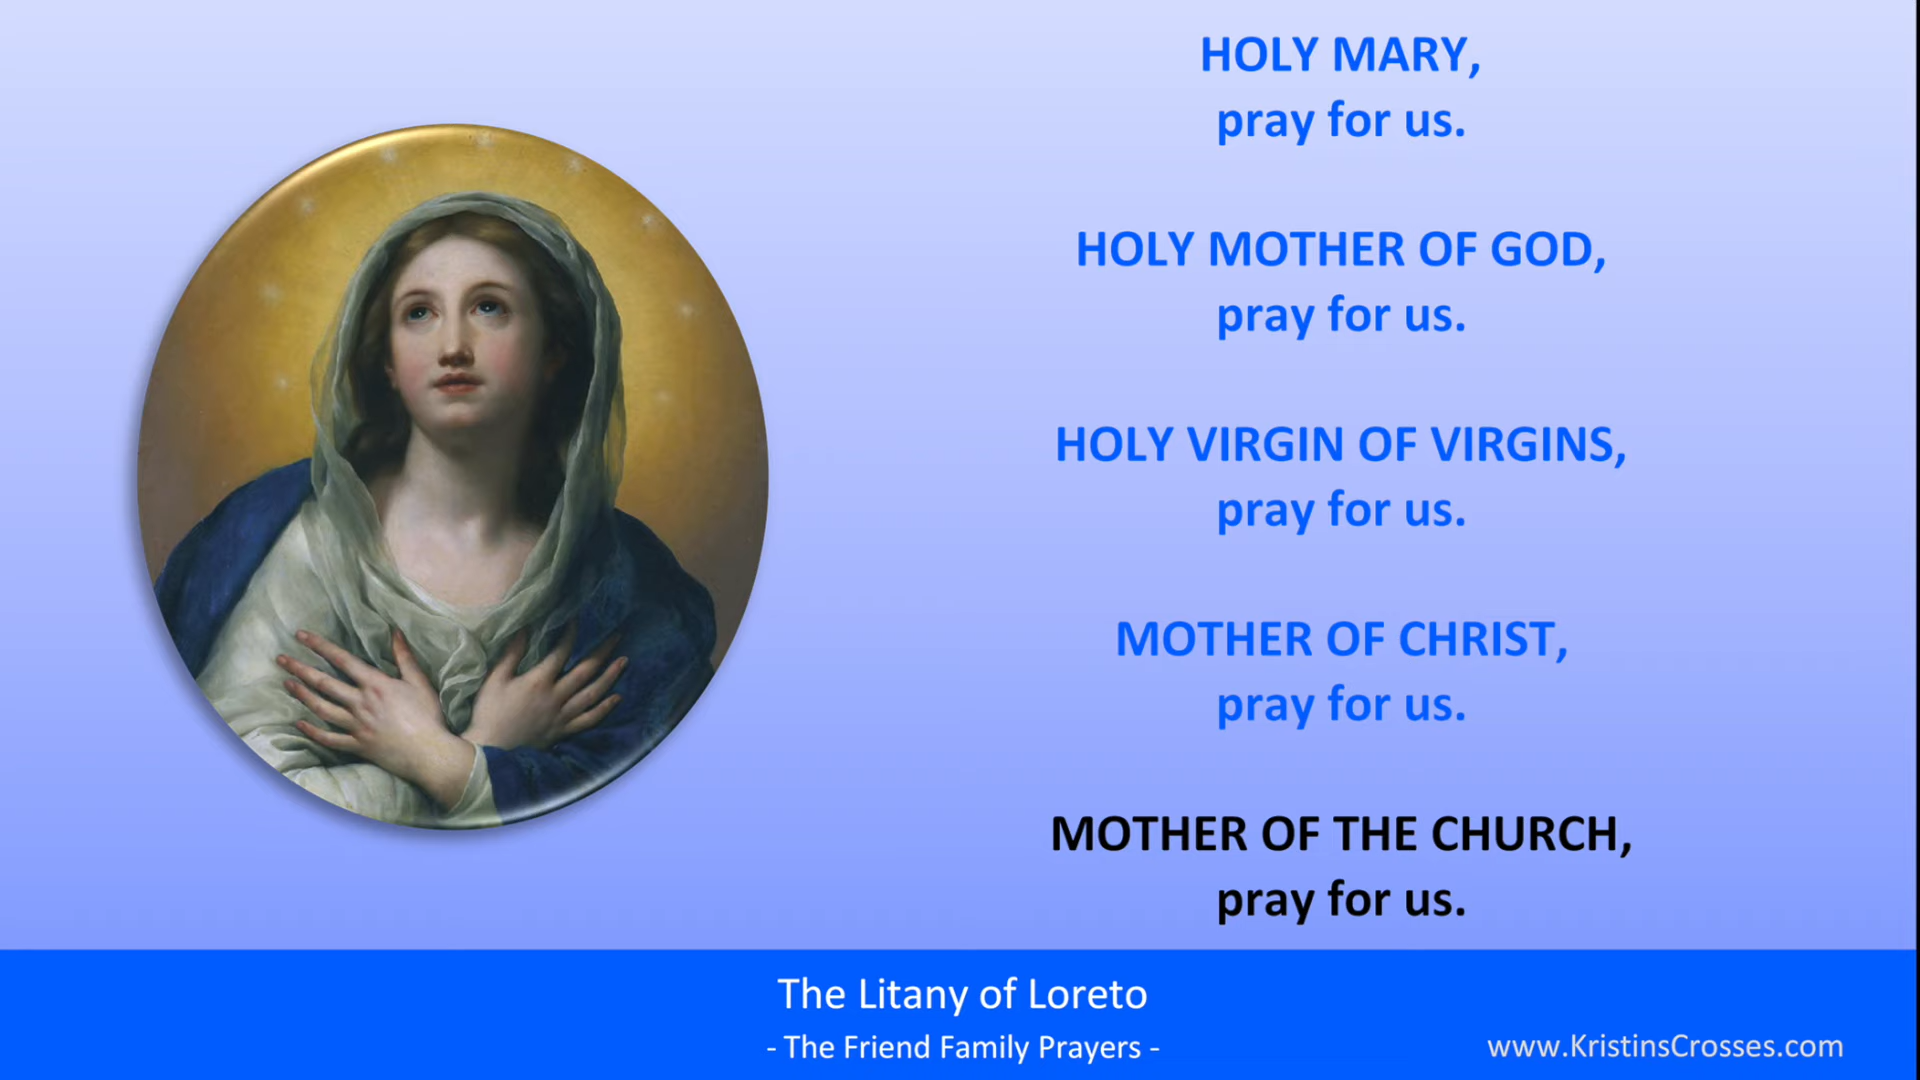 HOLY MARY,
pray for us.
HOLY MOTHER OF GOD,
pray for us.
HOLY VIRGIN OF VIRGINS,
pray for us.
MOTHER OF CHRIST,
pray for us.
MOTHER OF THE CHURCH,
pray for us.
The Litany of Loreto
- The Friend Family Prayers -
www.KristinsCrosses.com